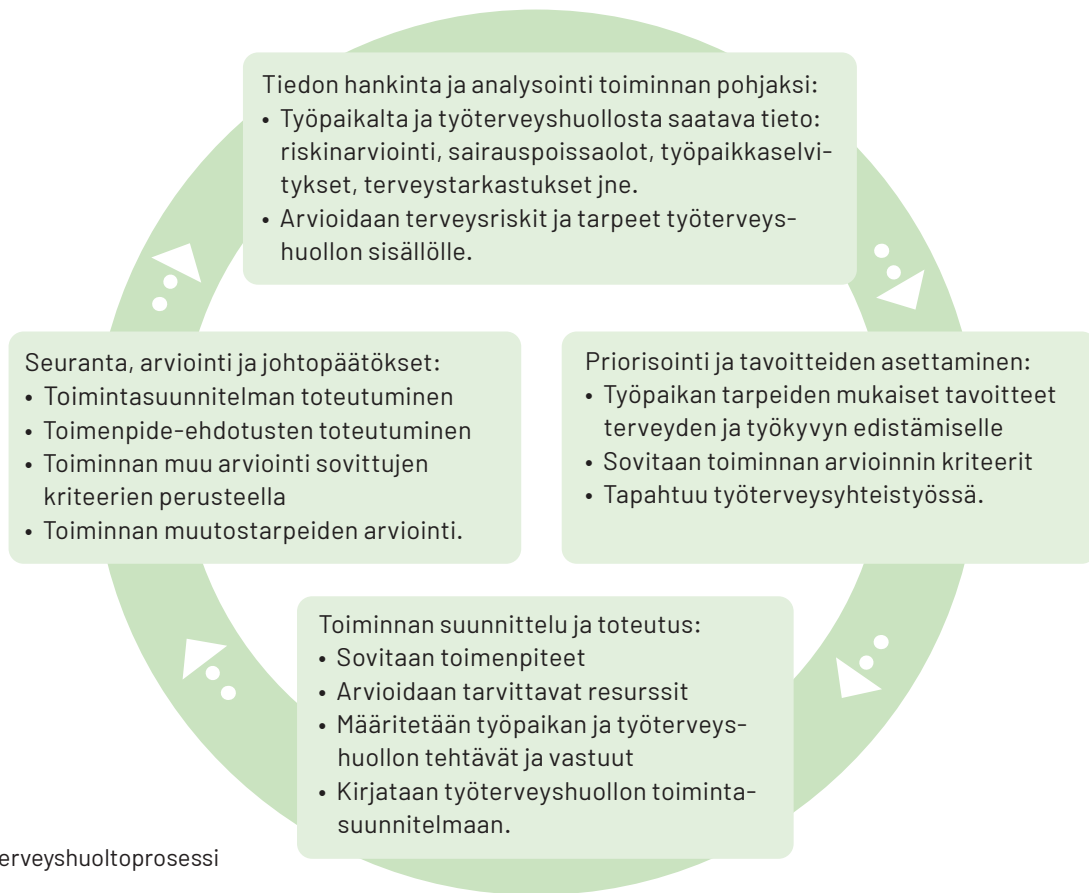 Tiedon hankinta ja analysointi toiminnan pohjaksi:
• Työpaikalta ja työterveyshuollosta saatava tieto:
riskinarviointi, sairauspoissaolot, työpaikkaselvi-
tykset, terveystarkastukset jne.
• Arvioidaan terveysriskit ja tarpeet työterveys-
huollon sisällölle.
Priorisointi ja tavoitteiden asettaminen:
• Työpaikan tarpeiden mukaiset tavoitteet
terveyden ja työkyvyn edistämiselle
• Sovitaan toiminnan arvioinnin kriteerit
• Tapahtuu työterveysyhteistyössä.
Toiminnan suunnittelu ja toteutus:
• Sovitaan toimenpiteet
• Arvioidaan tarvittavat resurssit
• Määritetään työpaikan ja työterveys-
huollon tehtävät ja vastuut
• Kirjataan työterveyshuollon toiminta-
suunnitelmaan.
Seuranta, arviointi ja johtopäätökset:
• Toimintasuunnitelman toteutuminen
• Toimenpide-ehdotusten toteutuminen
• Toiminnan muu arviointi sovittujen
kriteerien perusteella
• Toiminnan muutostarpeiden arviointi.
erveyshuoltoprosessi